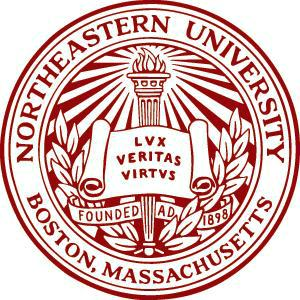 NORTHEASTERN UNIVERSITY
LVX
VERITAS
VIRTVS
FOUNDED AD 1898
BOSTON, MASSACHUSETTS